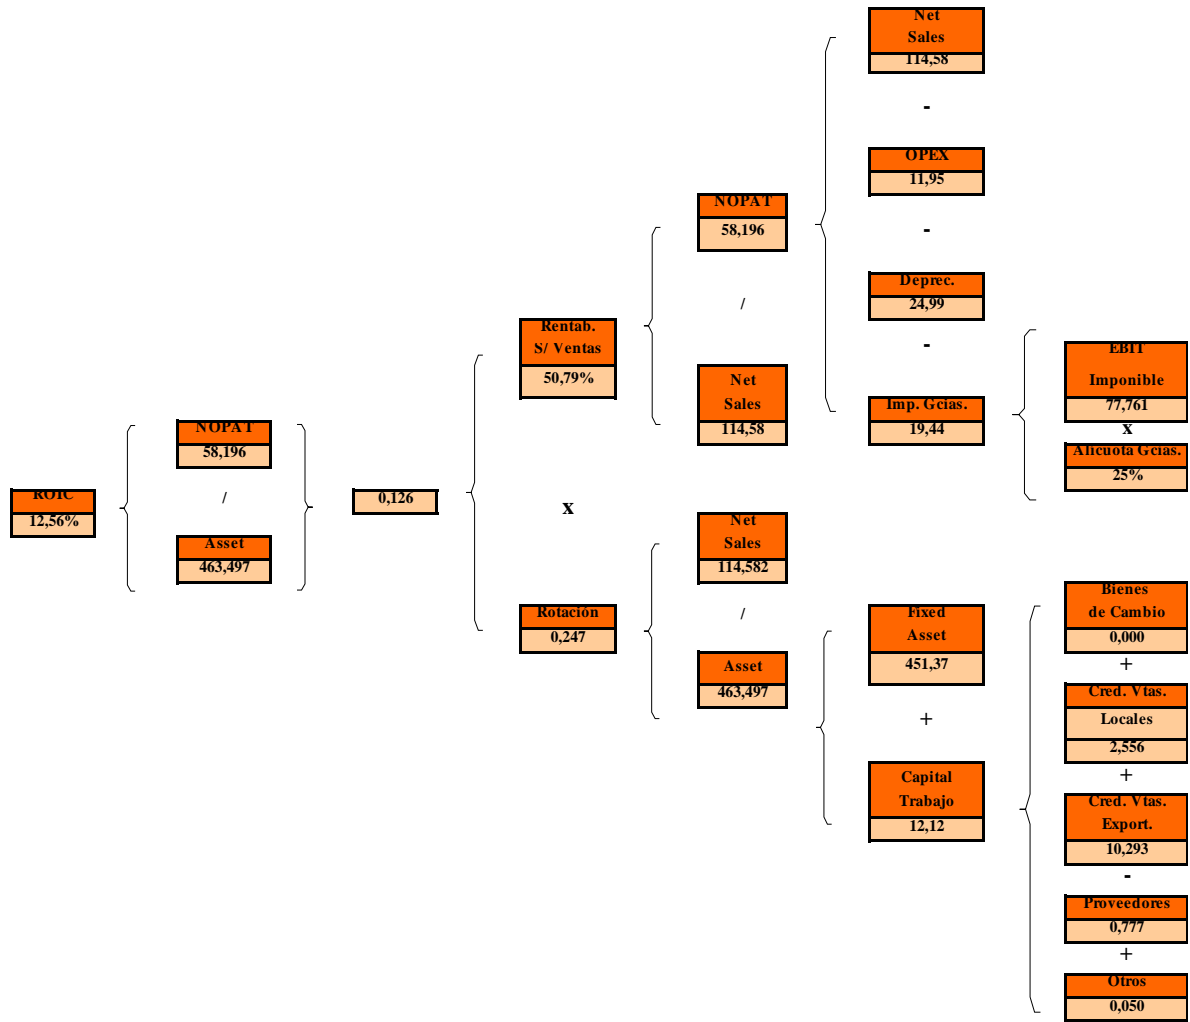 Net
Sales
114,58
-
OPEX
11,95
-
Deprec.
24,99
-
Imp. Gcias.
19,44
EBIT
Imponible
77,761
x
Alicuota Gcias.
25%
NOPAT
58,196
/
Net
Sales
114,58
Rentab.
S/ Ventas
50,79%
x
Rotación
0,247
NOPAT
58,196
/
Asset
463,497
ROIC
12,56%
0,126
Net
Sales
114,582
/
Asset
463,497
Fixed
Asset
451,37
+
Capital
Trabajo
12,12
Bienes
de Cambio
0,000
+
Cred. Vtas.
Locales
2,556
+
Cred. Vtas.
Export.
10,293
-
Proveedores
0,777
+
Otros
0,050